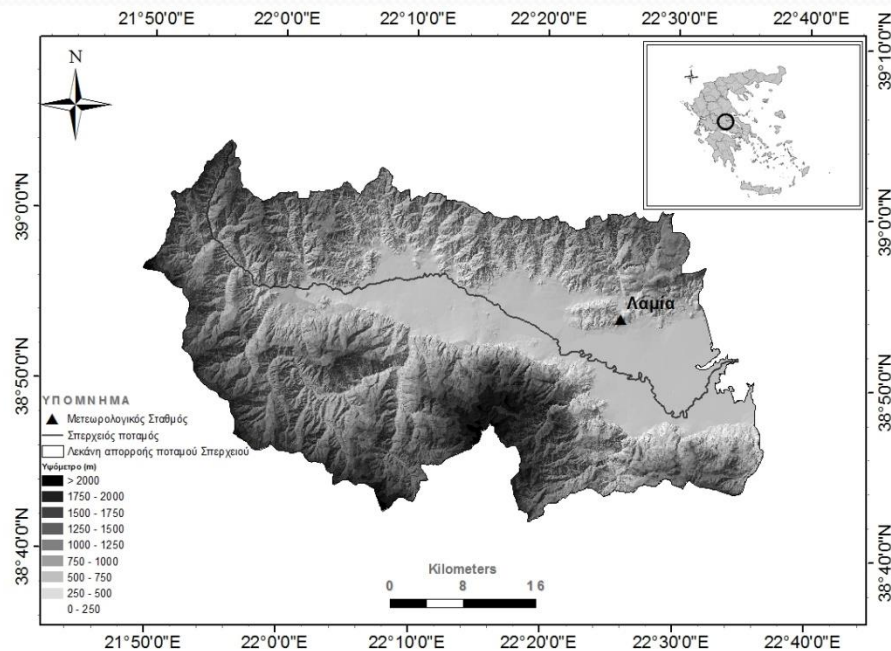 21°50'0"E 22°0'0"E 22°10'0"E 22°20'0"E 22°30'0"E 22°40'0"E
N
39°10'0"N
39°0'0"N
39°0'0"N
Λαμία
38°50'0"N
38°50'0"N
ΥΠΟΜΝΗΜΑ
Μετεωρολογικός Σταθμός
Σπερχειός ποταμός
Λεκάνη απορροής ποταμού Σπερχειού
Υψόμετρο (m)
> 2000
1750 - 2000
1500 - 1750
1250 - 1500
1000 - 1250
750 - 1000
500 - 750
250 - 500
0 - 250
38°40'0"N
38°40'0"N
Kilometers
0 8 16
21°50'0"E 22°0'0"E 22°10'0"E 22°20'0"E 22°30'0"E 22°40'0"E